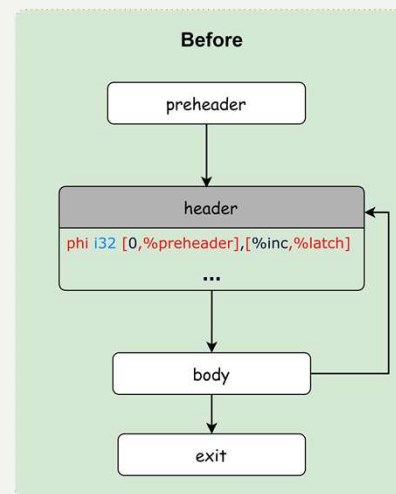 Before
preheader
header
phi i32 [0,%preheader],[%inc,%latch]
...
body
exit